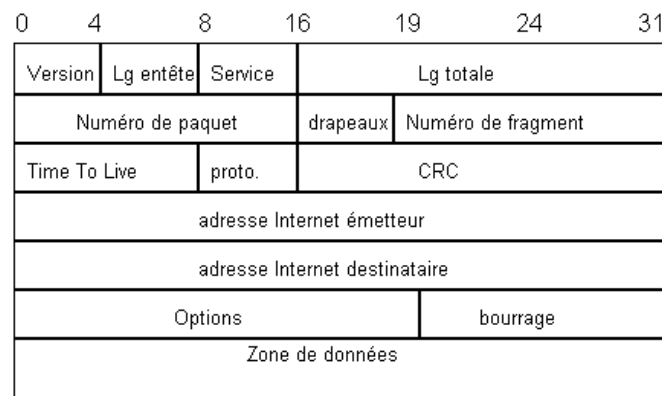 0 4 8 16 19 24 31
Version Lg entête Service Lg totale
Numéro de paquet drapeaux Numéro de fragment
Time To Live proto. CRC
adresse Internet émetteur
adresse Internet destinataire
Options bourrage
Zone de données